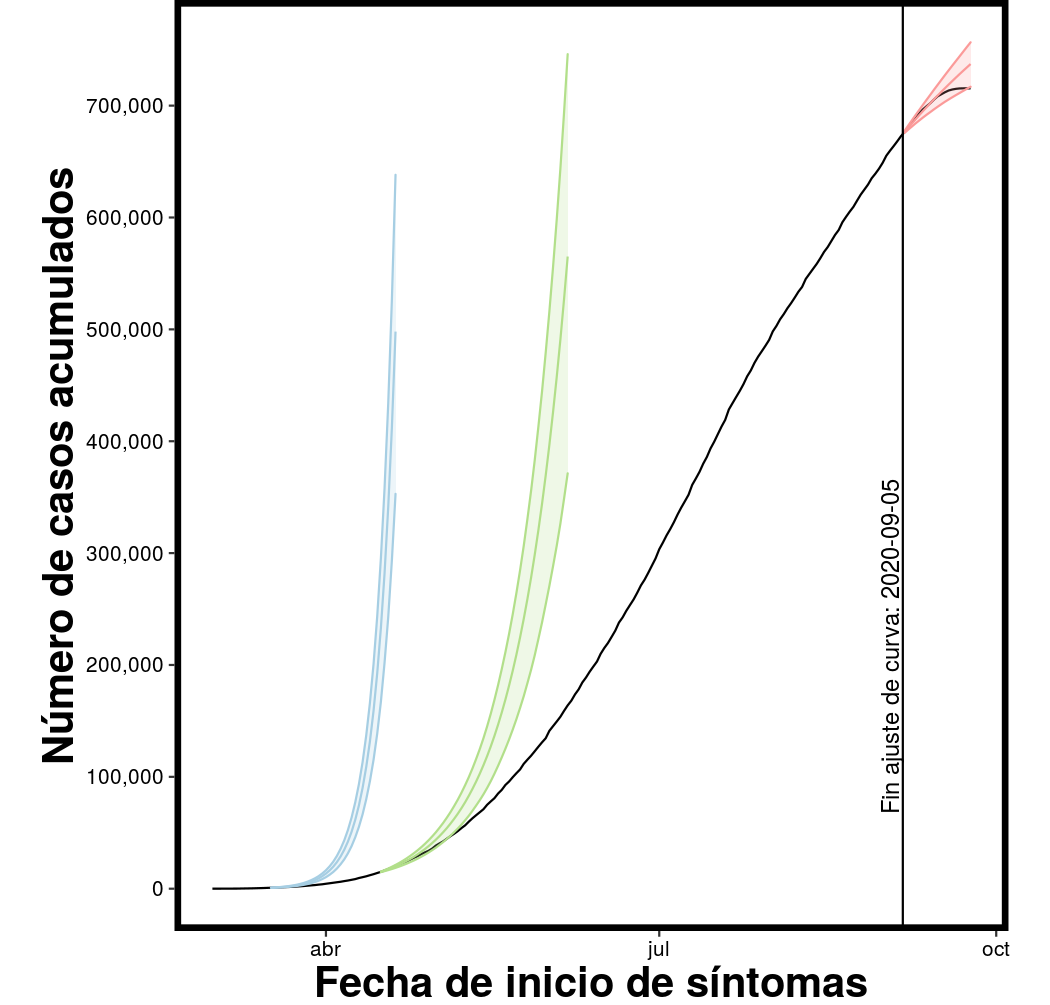 Número de casos acumulados
700,000
600,000
500,000
400,000
300,000
200,000
100,000
0
Fin ajuste de curva: 2020-09-05
abr
jul
oct
Fecha de inicio de síntomas